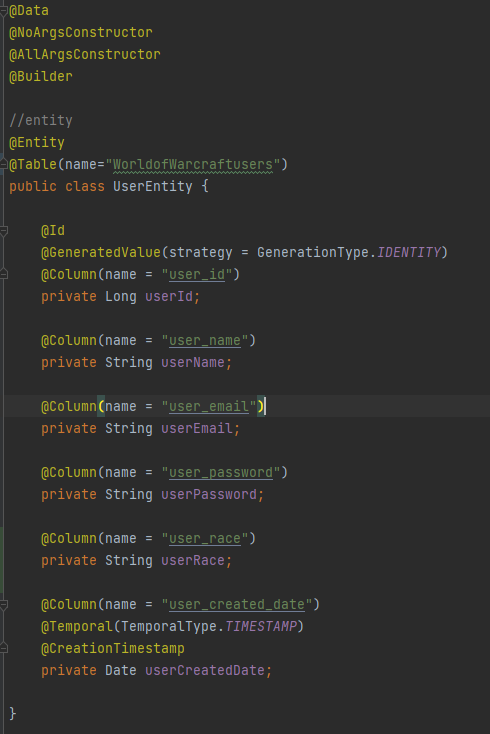 @Data
@NoArgsConstructor
@AllArgsConstructor
@Builder
//entity
@Entity
@Table(name="WorldofWarcraftusers")
public class UserEntity {
@Id
@GeneratedValue(strategy = GenerationType.IDENTITY)
@Column(name = "user_id")
private Long userId;
@Column(name = "user_name")
private String userName;
@Column(name = "user_email")
private String userEmail;
@Column(name = "user_password")
private String userPassword;
@Column(name = "user_race")
private String userRace;
@Column(name = "user_created_date")
@Temporal(TemporalType.TIMESTAMP)
@CreationTimestamp
private Date userCreatedDate;
}